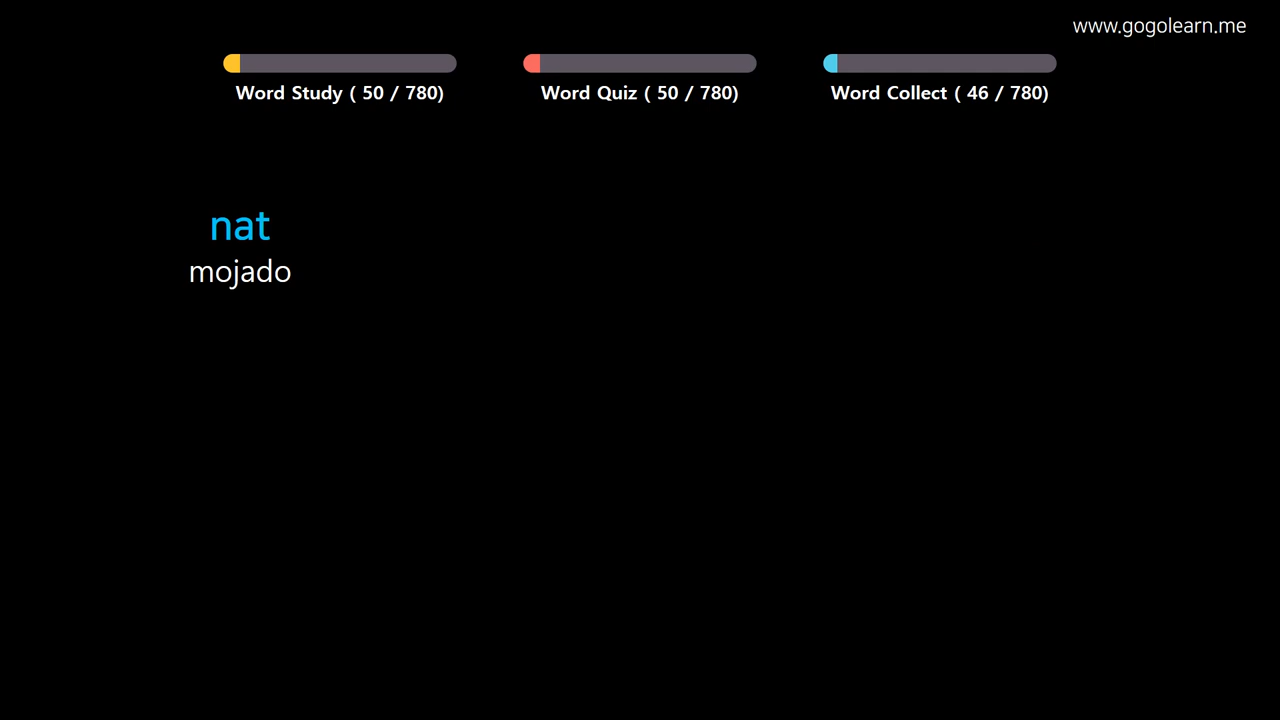 www.gogolearn.me
Word Study ( 50 / 780)
Word Quiz ( 50 / 780)
Word Collect ( 46 / 780)
nat
mojado